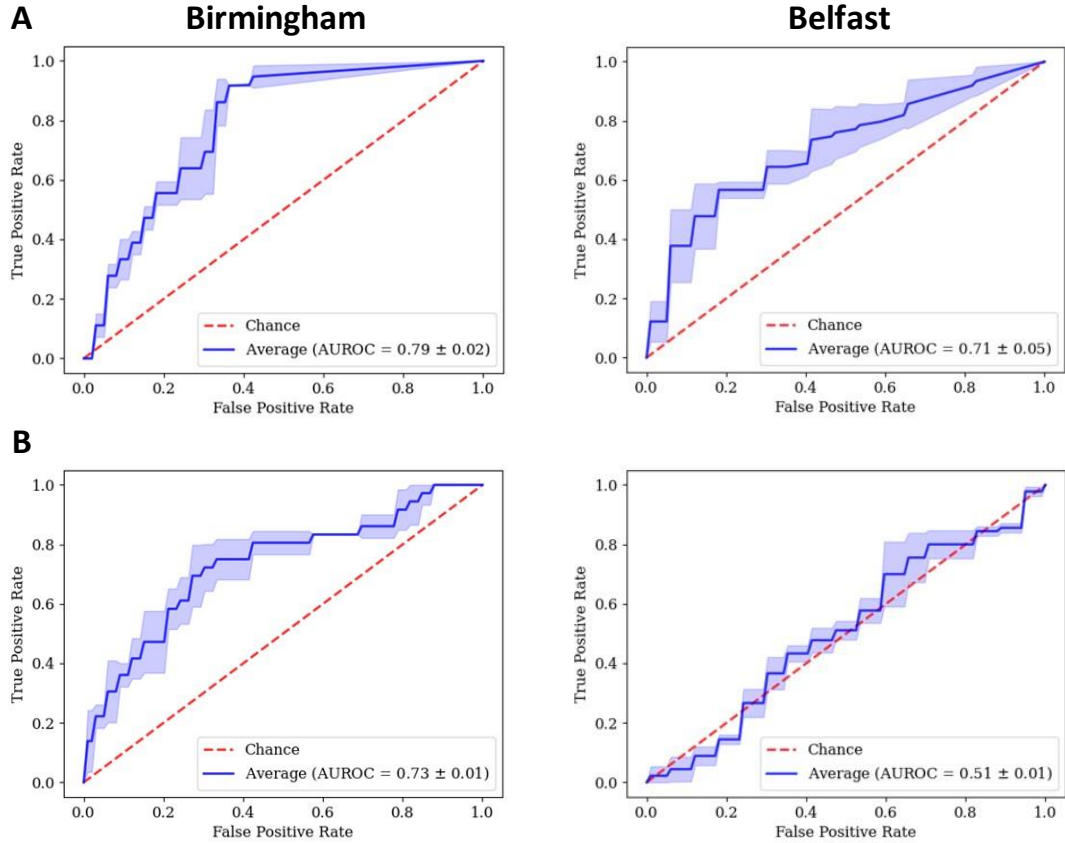 A
Birmingham
Belfast
True Positive Rate
1.0
0.8
0.6
0.4
0.2
0.0
Chance
Average (AUROC = 0.79 ± 0.02)
0.0 0.2 0.4 0.6 0.8 1.0
False Positive Rate
True Positive Rate
1.0
0.8
0.6
0.4
0.2
0.0
Chance
Average (AUROC = 0.71 ± 0.05)
0.0 0.2 0.4 0.6 0.8 1.0
False Positive Rate
B
True Positive Rate
1.0
0.8
0.6
0.4
0.2
0.0
Chance
Average (AUROC = 0.73 ± 0.01)
0.0 0.2 0.4 0.6 0.8 1.0
False Positive Rate
True Positive Rate
1.0
0.8
0.6
0.4
0.2
0.0
Chance
Average (AUROC = 0.51 ± 0.01)
0.0 0.2 0.4 0.6 0.8 1.0
False Positive Rate